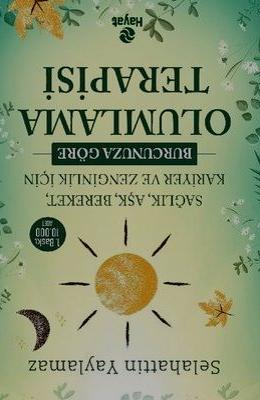 Selahattin Yaylamaz
1. Baskı
10.000
ADET
SAĞLIK, AŞK, BEREKET,
KARİYER VE ZENGİNLİK İÇİN
BURCUNUZA GÖRE
OLUMLAMA
TERAPİSİ
Hayat